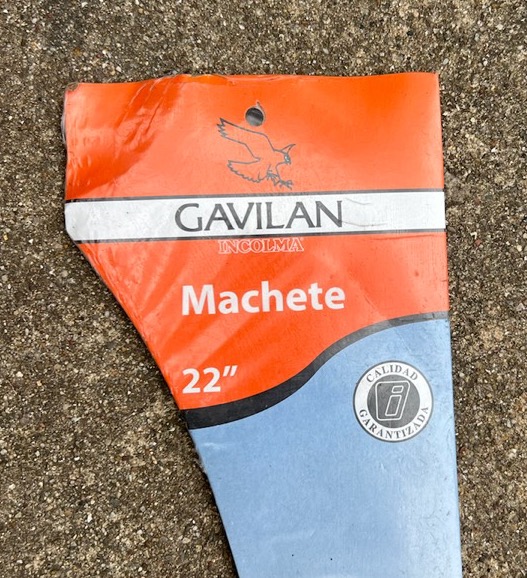 GAVILAN
INCOLMA
Machete
22"
CALIDAD
GARANTIZADA